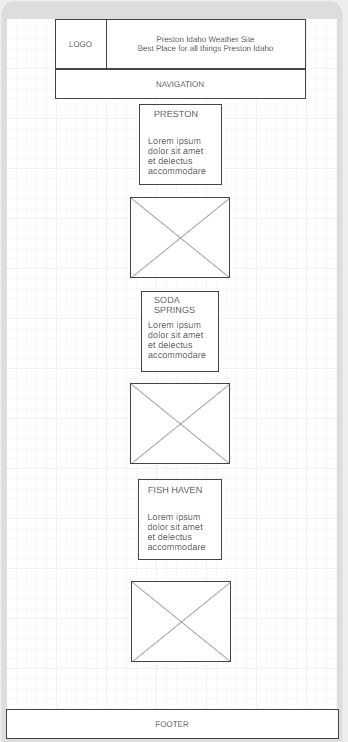 LOGO
Preston Idaho Weather Site
Best Place for all things Preston Idaho
NAVIGATION
PRESTON
Lorem ipsum
dolor sit amet
et delectus
accommodare
SODA
SPRINGS
Lorem ipsum
dolor sit amet
et delectus
accommodare
FISH HAVEN
Lorem ipsum
dolor sit amet
et delectus
accommodare
FOOTER